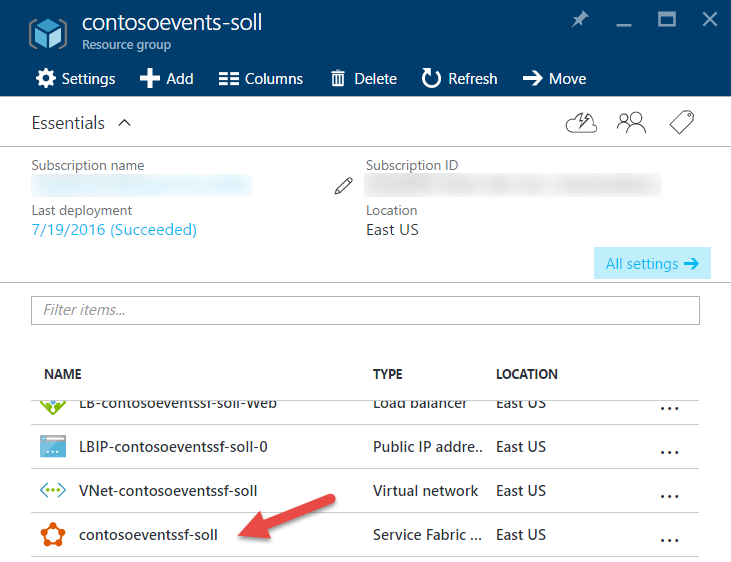 contosoevents-soll
Resource group
Settings Add Columns Delete Refresh Move
Essentials
Subscription name Subscription ID
Last deployment Location
7/19/2016 (Succeeded) East US
All settings
Filter items...
NAME TYPE LOCATION
LB-contosoeventssf-soll-Web Load balancer East US ...
LBIP-contosoeventssf-soll-0 Public IP addre.. East US ...
VNet-contosoeventssf-soll Virtual network East US ...
contosoeventssf-soll Service Fabric ... East US ...